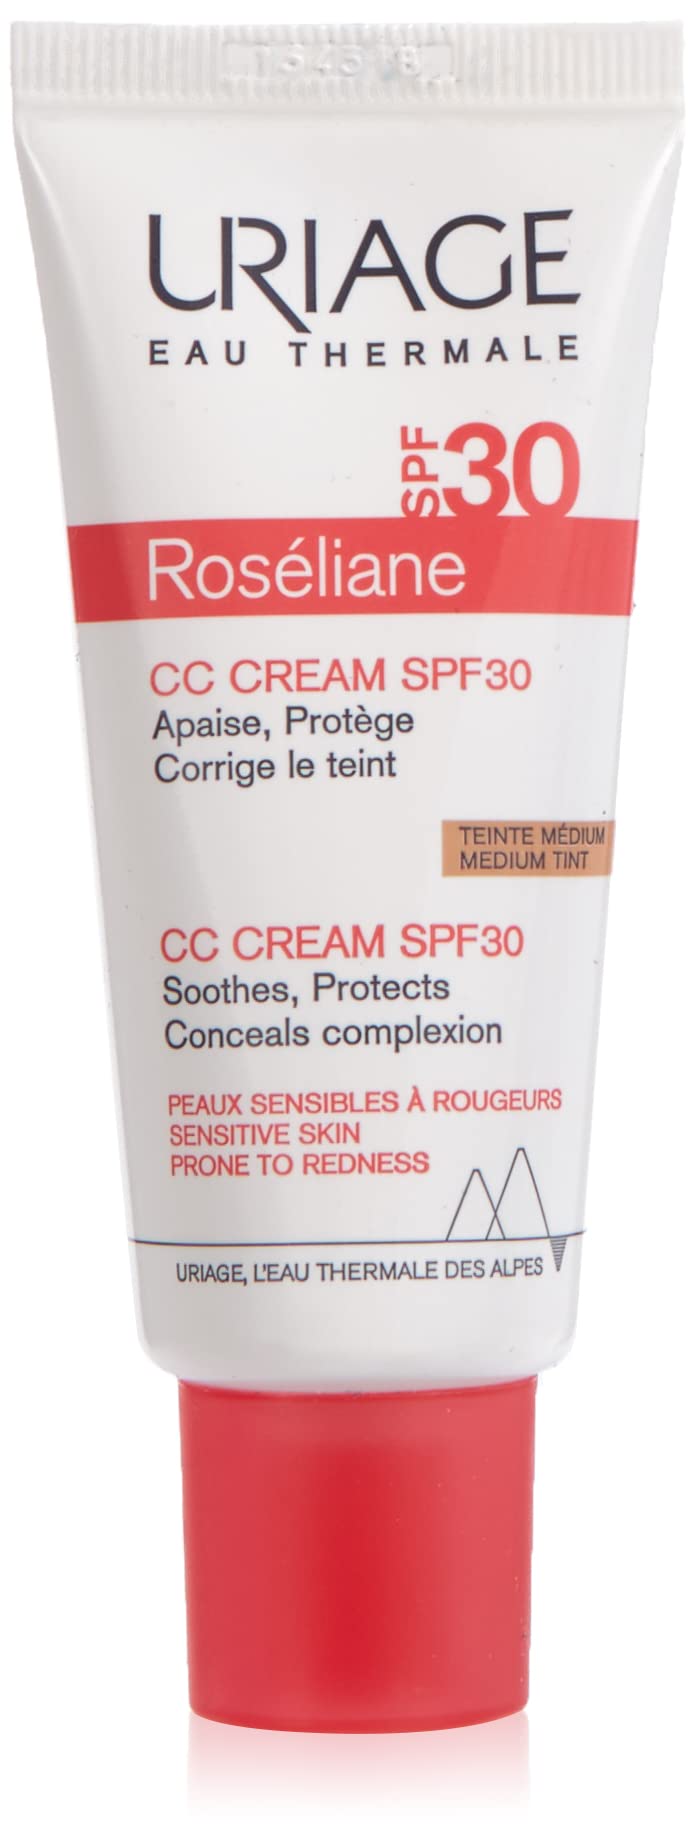 URIAGE
EAU THERMALE
SPF30
Roséliane
CC CREAM SPF30
Apaise, Protège
Corrige le teint
TEINTE MÉDIUM
MEDIUM TINT
CC CREAM SPF30
Soothes, Protects
Conceals complexion
PEAUX SENSIBLES À ROUGEURS
SENSITIVE SKIN
PRONE TO REDNESS
URIAGE, L'EAU THERMALE DES ALPES